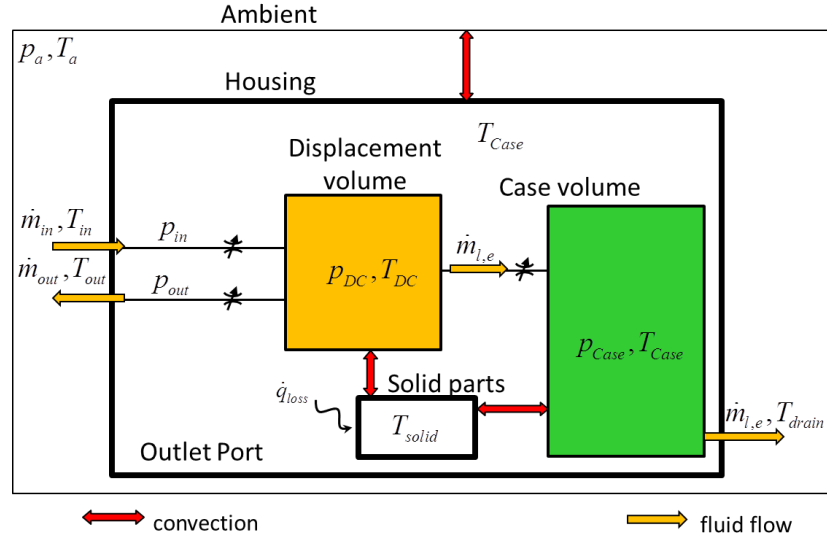 Ambient
p_a, T_a
Housing
T_Case
Displacement
volume
Case volume
ṁ_in, T_in
p_in
ṁ_l,e
ṁ_out, T_out
p_out
p_DC, T_DC
p_Case, T_Case
Solid parts
q̇_loss
T_solid
ṁ_l,e, T_drain
Outlet Port
convection
fluid flow